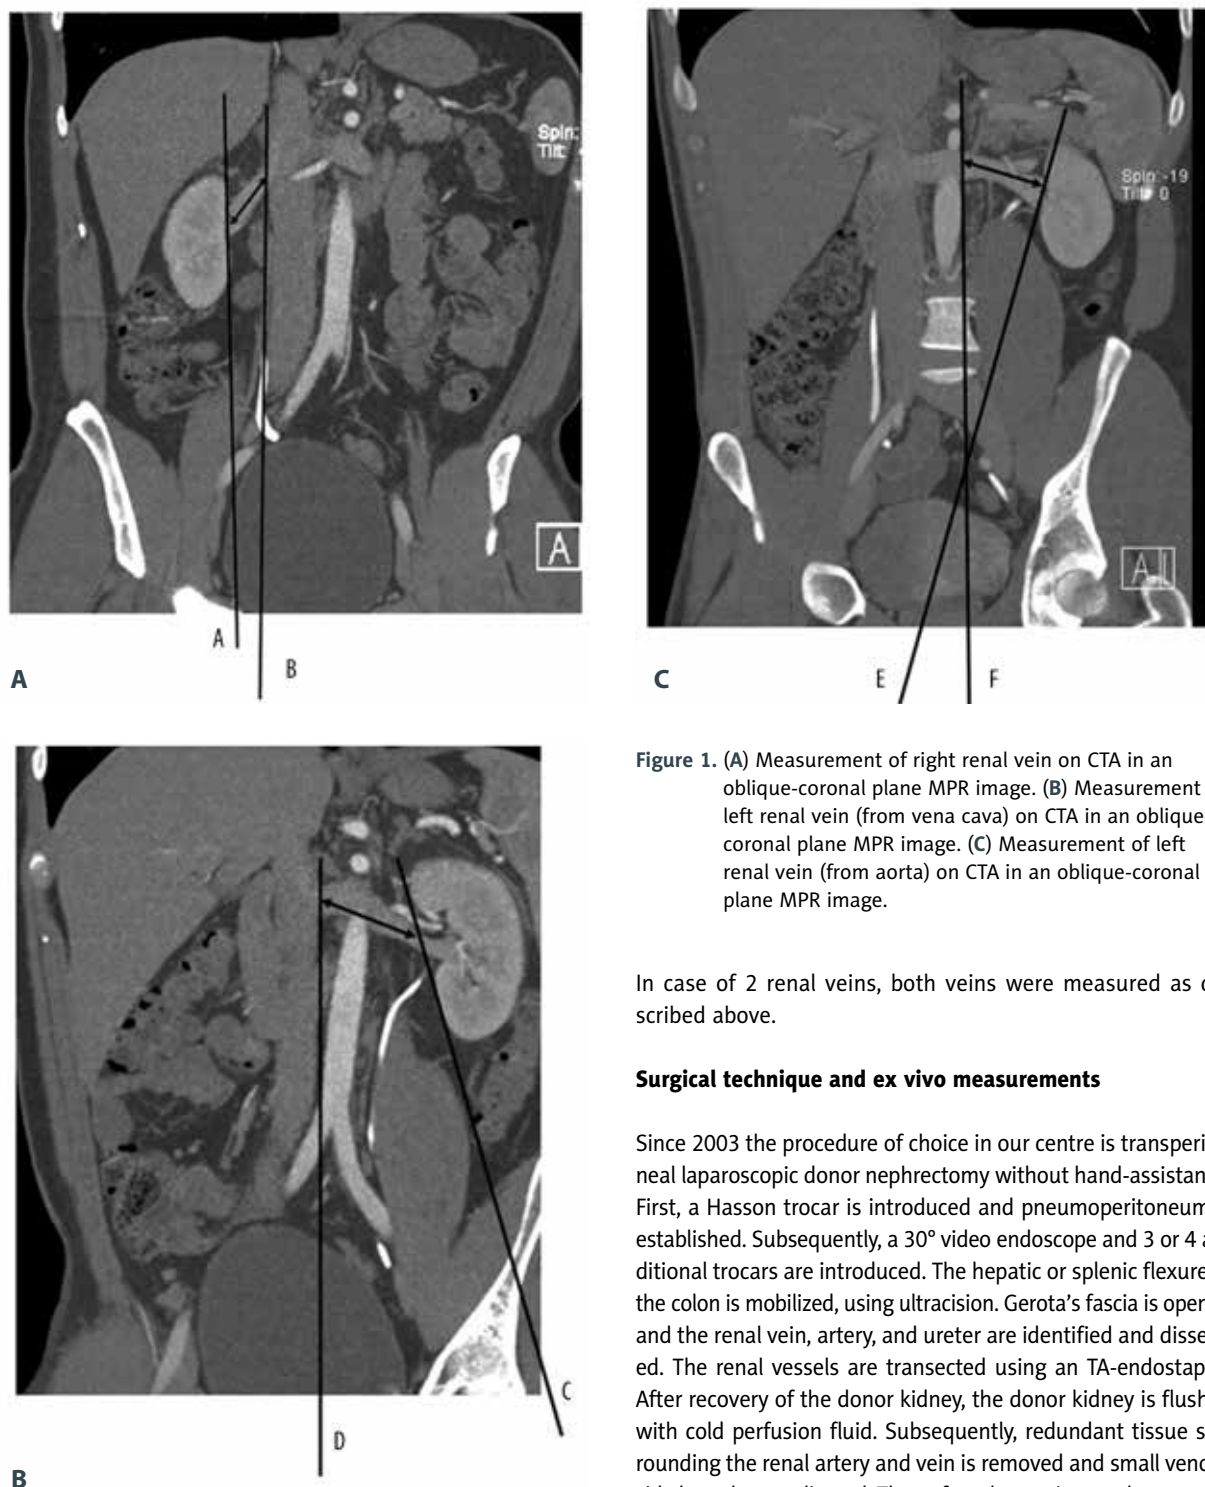 Spin:
Tilt:
A
A
B
A
Spin: -19
Tilt: 0
A
E
F
C
C
D
B
Figure 1. (A) Measurement of right renal vein on CTA in an
oblique-coronal plane MPR image. (B) Measurement
left renal vein (from vena cava) on CTA in an oblique-
coronal plane MPR image. (C) Measurement of left
renal vein (from aorta) on CTA in an oblique-coronal
plane MPR image.
In case of 2 renal veins, both veins were measured as
scribed above.
Surgical technique and ex vivo measurements
Since 2003 the procedure of choice in our centre is transperi
neal laparoscopic donor nephrectomy without hand-assistan
First, a Hasson trocar is introduced and pneumoperitoneum
established. Subsequently, a 30° video endoscope and 3 or 4 a
ditional trocars are introduced. The hepatic or splenic flexure
the colon is mobilized, using ultracision. Gerota's fascia is open
and the renal vein, artery, and ureter are identified and disse
ed. The renal vessels are transected using an TA-endostap
After recovery of the donor kidney, the donor kidney is flush
with cold perfusion fluid. Subsequently, redundant tissue s
rounding the renal artery and vein is removed and small veno